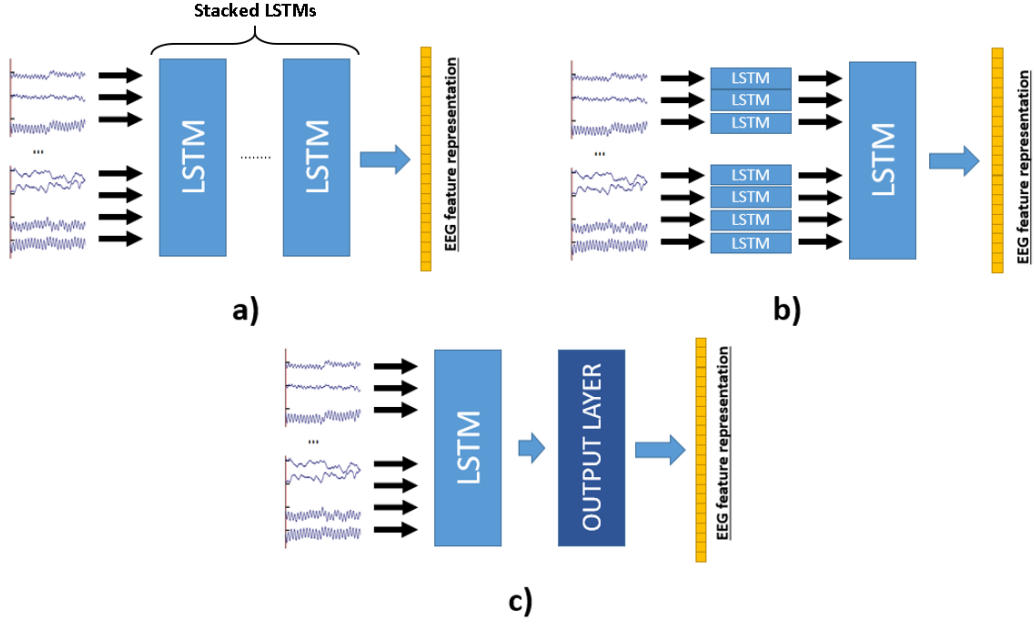 Stacked LSTMs
...
LSTM
........
LSTM
EEG feature representation
a)
...
LSTM
LSTM
LSTM
LSTM
LSTM
LSTM
LSTM
LSTM
EEG feature representation
b)
...
LSTM
OUTPUT LAYER
EEG feature representation
c)